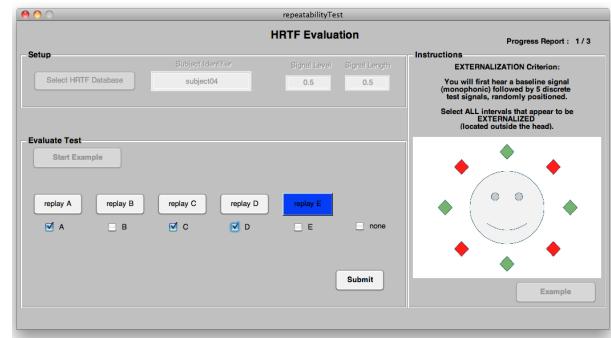 repeatabilityTest
HRTF Evaluation
Progress Report : 1 / 3
Setup
Subject Identifier
Signal Level
Signal Length
Select HRTF Database
subject04
0.5
0.5
Evaluate Test
Start Example
replay A
replay B
replay C
replay D
replay E
A
B
C
D
E
none
Submit
Instructions
EXTERNALIZATION Criterion:
You will first hear a baseline signal
(monophonic) followed by 5 discrete
test signals, randomly positioned.
Select ALL intervals that appear to be
EXTERNALIZED
(located outside the head).
Example